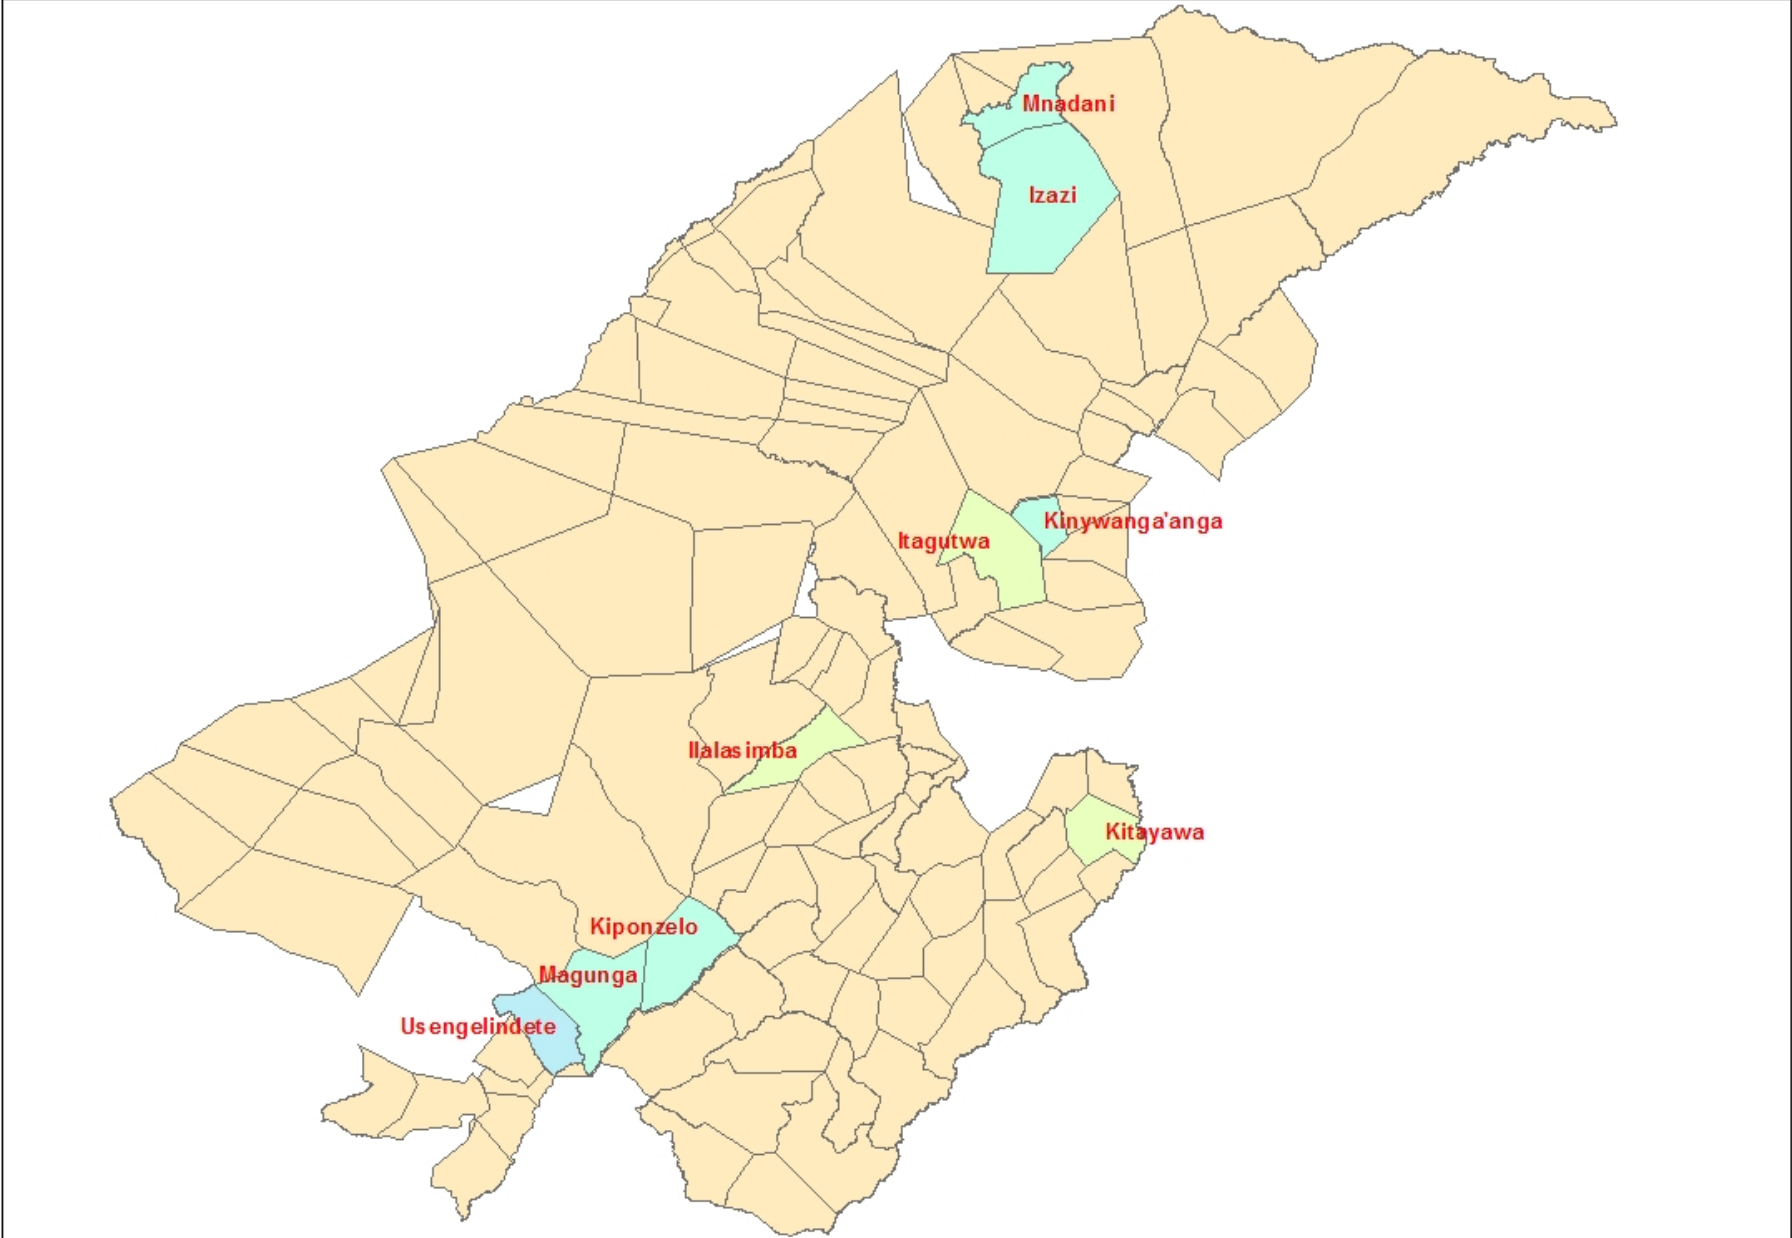 Mnadani
Izazi
Kinywanga'anga
Itagutwa
Ilalasimba
Kitayawa
Kiponzelo
Magunga
Usengelindete